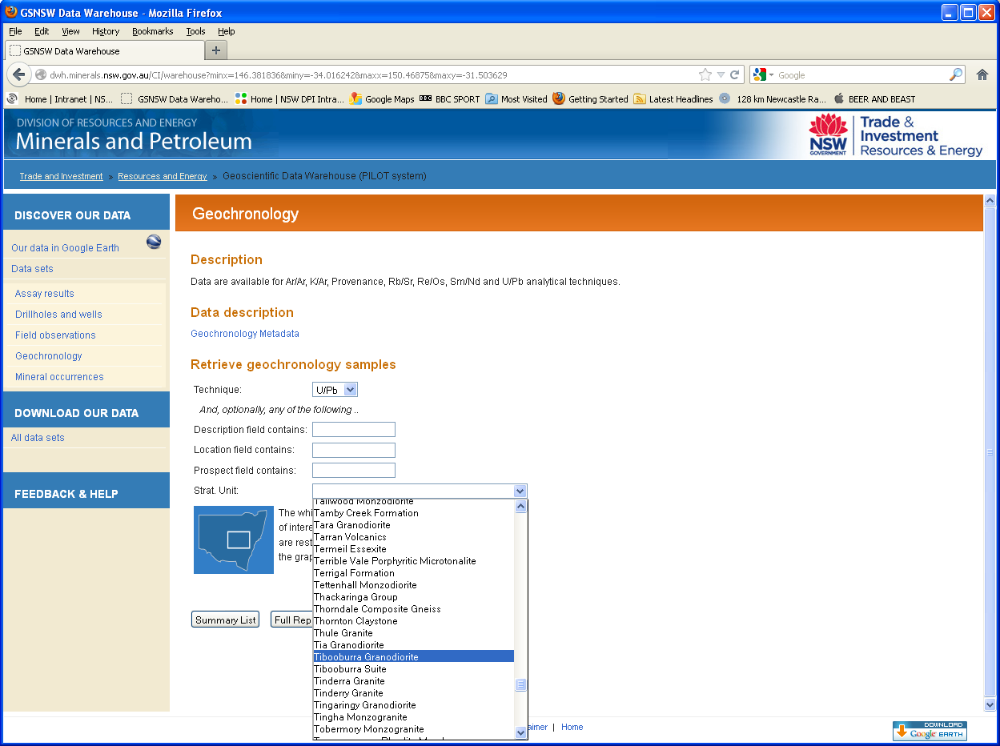 GSNSW Data Warehouse - Mozilla Firefox
File Edit View History Bookmarks Tools Help
GSNSW Data Warehouse
dwh.minerals.nsw.gov.au/CI/warehouse?minx=146.381836&miny=-34.016242&maxx=150.46875&maxy=-31.503629
Google
Home | Intranet | NS... GSNSW Data Wareho... Home | NSW DPI Intra... Google Maps BBC BBC SPORT Most Visited Getting Started Latest Headlines 128 km Newcastle Ra... BEER AND BEAST
DIVISION OF RESOURCES AND ENERGY
Minerals and Petroleum
NSW
GOVERNMENT
Trade &
Investment
Resources & Energy
Trade and Investment » Resources and Energy » Geoscientific Data Warehouse (PILOT system)
DISCOVER OUR DATA
Our data in Google Earth
Data sets
Assay results
Drillholes and wells
Field observations
Geochronology
Mineral occurrences
DOWNLOAD OUR DATA
All data sets
FEEDBACK & HELP
Geochronology
Description
Data are available for Ar/Ar, K/Ar, Provenance, Rb/Sr, Re/Os, Sm/Nd and U/Pb analytical techniques.
Data description
Geochronology Metadata
Retrieve geochronology samples
Technique: U/Pb
And, optionally, any of the following ..
Description field contains:
Location field contains:
Prospect field contains:
Strat. Unit:
The whi
of intere
are rest
the grap
Tallwood Monzodiorite
Tamby Creek Formation
Tara Granodiorite
Tarran Volcanics
Termeil Essexite
Terrible Vale Porphyritic Microtonalite
Terrigal Formation
Tettenhall Monzodiorite
Thackaringa Group
Thorndale Composite Gneiss
Thornton Claystone
Thule Granite
Tia Granodiorite
Tibooburra Granodiorite
Tibooburra Suite
Tinderra Granite
Tinderry Granite
Tingaringy Granodiorite
Tingha Monzogranite
Tobermory Monzogranite
Summary List Full Rep
aimer | Home
DOWNLOAD
Google EARTH